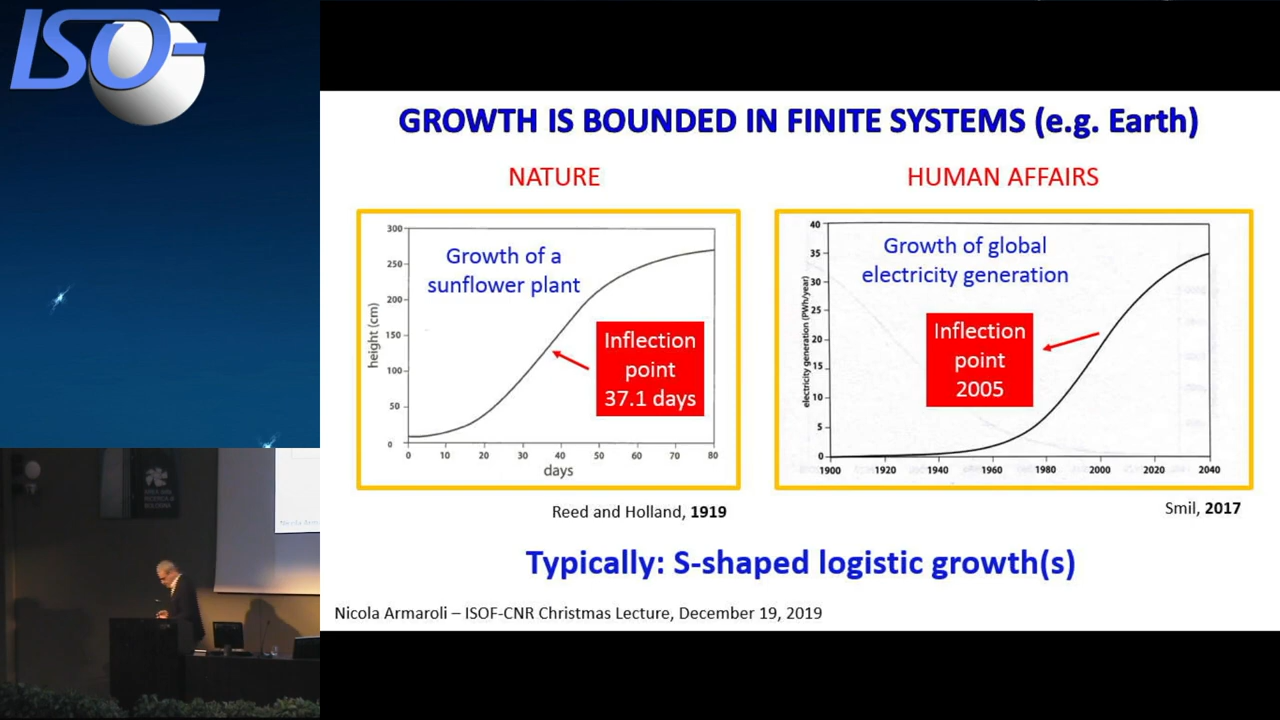 ISOF
GROWTH IS BOUNDED IN FINITE SYSTEMS (e.g. Earth)
NATURE
HUMAN AFFAIRS
Growth of a
sunflower plant
Inflection
point
37.1 days
height (cm)
300
250
200
150
100
50
0
0 10 20 30 40 50 60 70 80
days
Reed and Holland, 1919
Growth of global
electricity generation
Inflection
point
2005
electricity generation (PWh/year)
40
35
30
25
20
15
10
5
0
1900 1920 1940 1960 1980 2000 2020 2040
Smil, 2017
Typically: S-shaped logistic growth(s)
Nicola Armaroli – ISOF-CNR Christmas Lecture, December 19, 2019